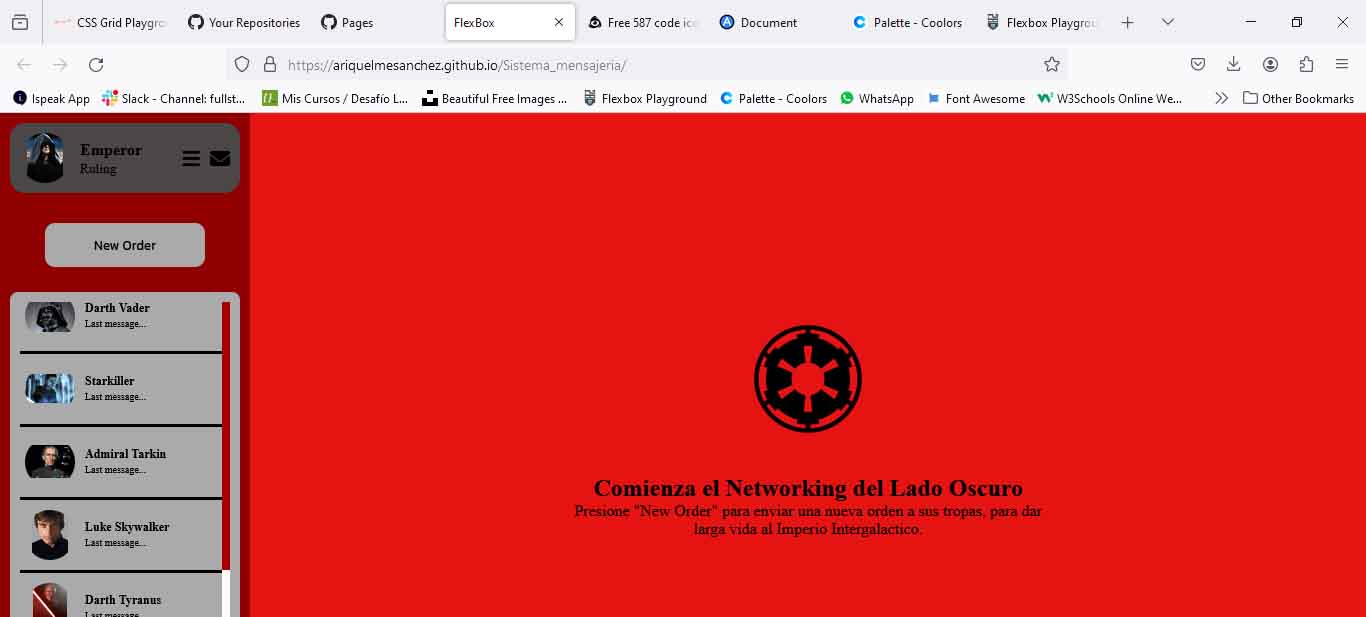 CSS Grid Playgro
Your Repositories
Pages
FlexBox
Free 587 code ico
Document
Palette - Coolors
Flexbox Playgrou
https://ariquelmesanchez.github.io/Sistema_mensajeria/
Ispeak App
Slack - Channel: fullst...
Mis Cursos / Desafío L...
Beautiful Free Images ...
Flexbox Playground
Palette - Coolors
WhatsApp
Font Awesome
W3Schools Online We...
Other Bookmarks
Emperor
Ruling
New Order
Darth Vader
Last message...
Starkiller
Last message...
Admiral Tarkin
Last message...
Luke Skywalker
Last message...
Darth Tyranus
Last message...
Comienza el Networking del Lado Oscuro
Presione "New Order" para enviar una nueva orden a sus tropas, para dar
larga vida al Imperio Intergalactico.